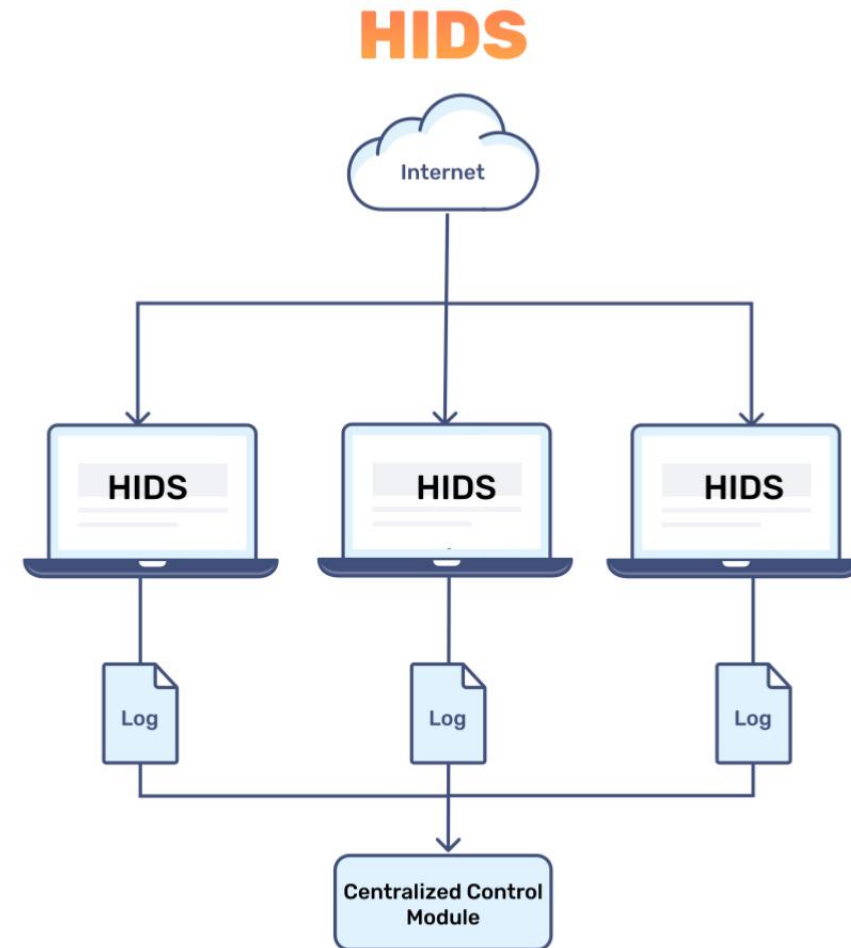 HIDS
Internet
HIDS
HIDS
HIDS
Log
Log
Log
Centralized Control
Module